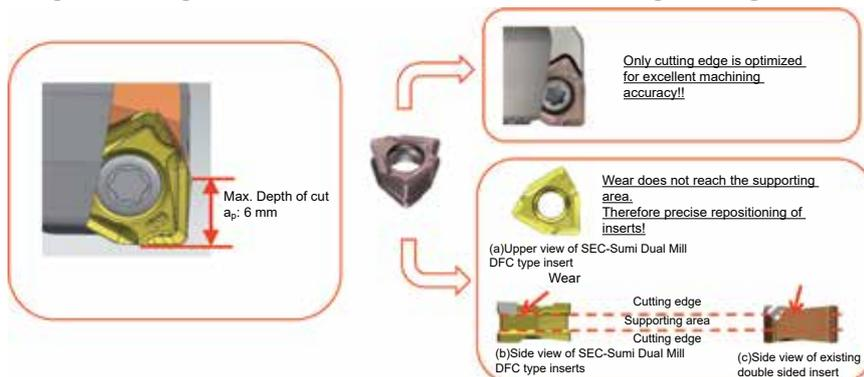 Max. Depth of cut
ap: 6 mm
Only cutting edge is optimized
for excellent machining
accuracy!!
Wear does not reach the supporting
area.
Therefore precise repositioning of
inserts!
(a)Upper view of SEC-Sumi Dual Mill
DFC type insert
Wear
Cutting edge
Supporting area
Cutting edge
(b)Side view of SEC-Sumi Dual Mill
DFC type inserts
(c)Side view of existing
double sided insert